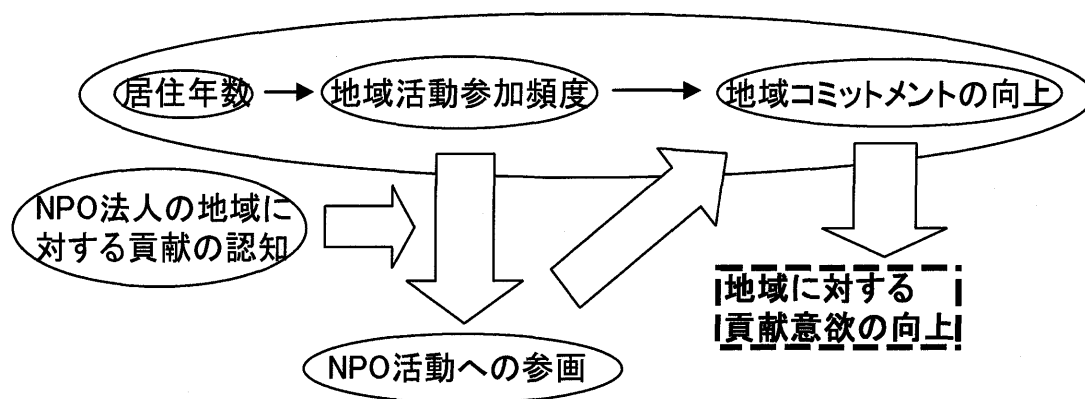 居住年数
地域活動参加頻度
地域コミットメントの向上
NPO法人の地域に
対する貢献の認知
地域に対する
貢献意欲の向上
NPO活動への参画